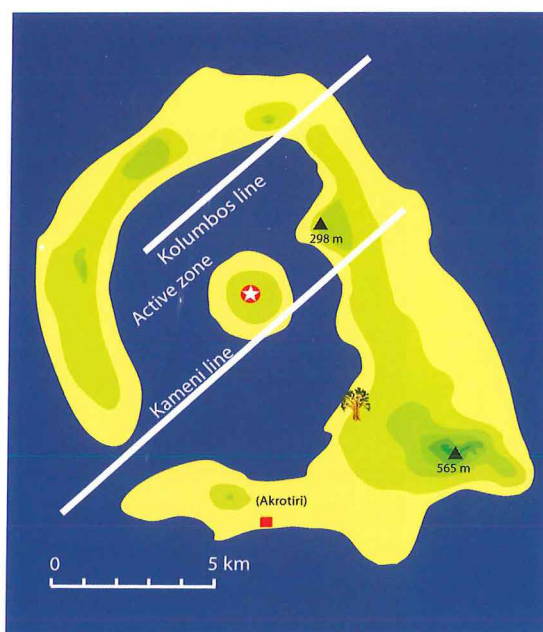 Kolumbos line
298 m
Active zone
Kameni line
565 m
(Akrotiri)
0 5 km